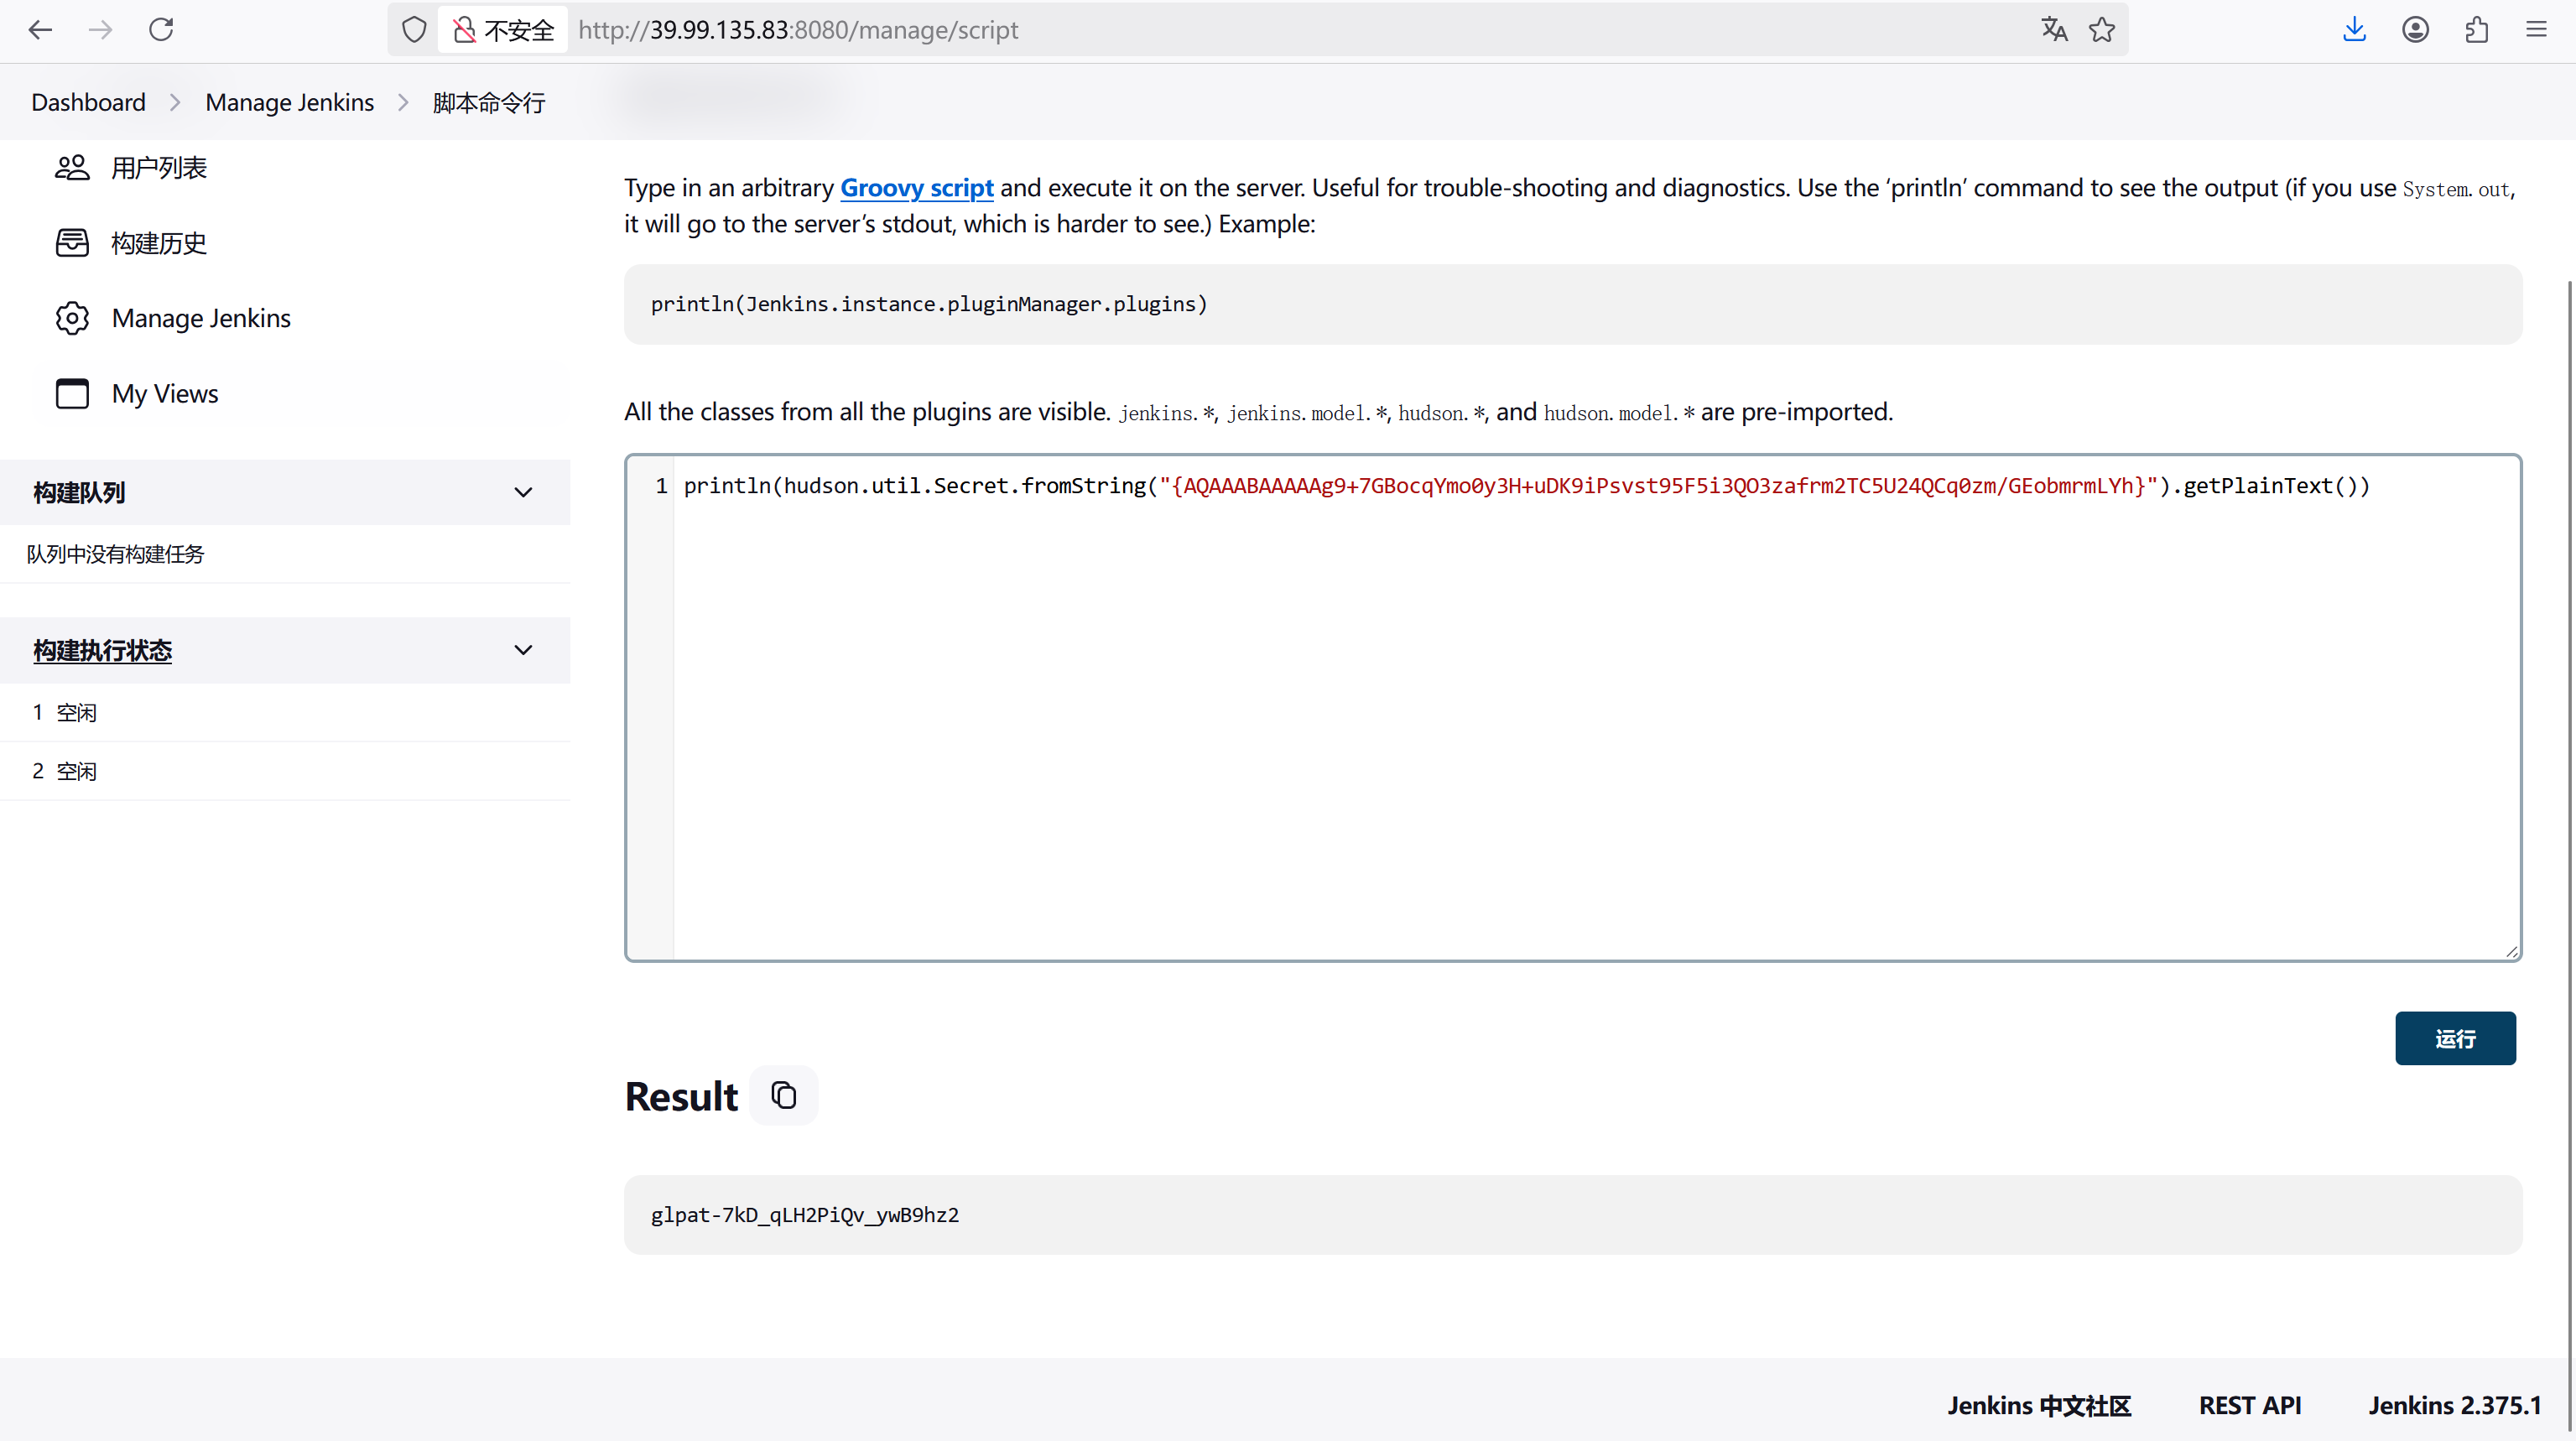 不安全 http://39.99.135.83:8080/manage/script
Dashboard > Manage Jenkins > 脚本命令行
用户列表
构建历史
Manage Jenkins
My Views
构建队列
队列中没有构建任务
构建执行状态
1 空闲
2 空闲
Type in an arbitrary Groovy script and execute it on the server. Useful for trouble-shooting and diagnostics. Use the ‘println’ command to see the output (if you use System.out,
it will go to the server’s stdout, which is harder to see.) Example:
println(Jenkins.instance.pluginManager.plugins)
All the classes from all the plugins are visible. jenkins.*, jenkins.model.*, hudson.*, and hudson.model.* are pre-imported.
1 println(hudson.util.Secret.fromString("{AQAAABAAAAAg9+7GBocqYmo0y3H+uDK9iPsvst95F5i3QO3zafrm2TC5U24QCq0zm/GEobmrmLYh}").getPlainText())
运行
Result
glpat-7kD_qLH2PiQv_ywB9hz2
Jenkins 中文社区 REST API Jenkins 2.375.1